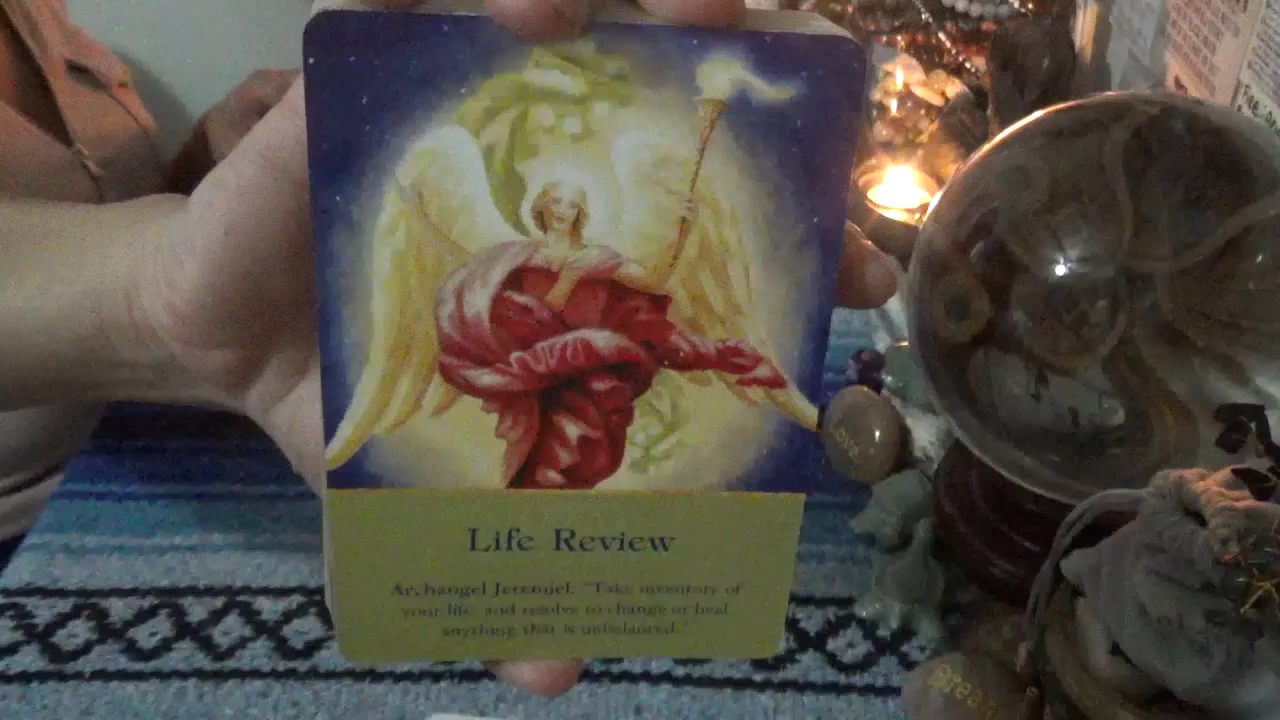 Life Review
Archangel Jeremiel: "Take inventory of
your life, and resolve to change or heal
anything that is unbalanced."
Love
Dream